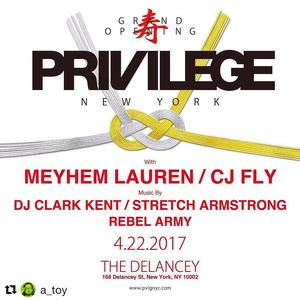 GRAND
OPENING
寿
PRIVILEGE
NEW YORK
With
MEYHEM LAUREN / CJ FLY
Music By
DJ CLARK KENT / STRETCH ARMSTRONG
REBEL ARMY
4.22.2017
THE DELANCEY
168 Delancey St, New York, NY 10002
www.pvlgnyc.com
a_toy